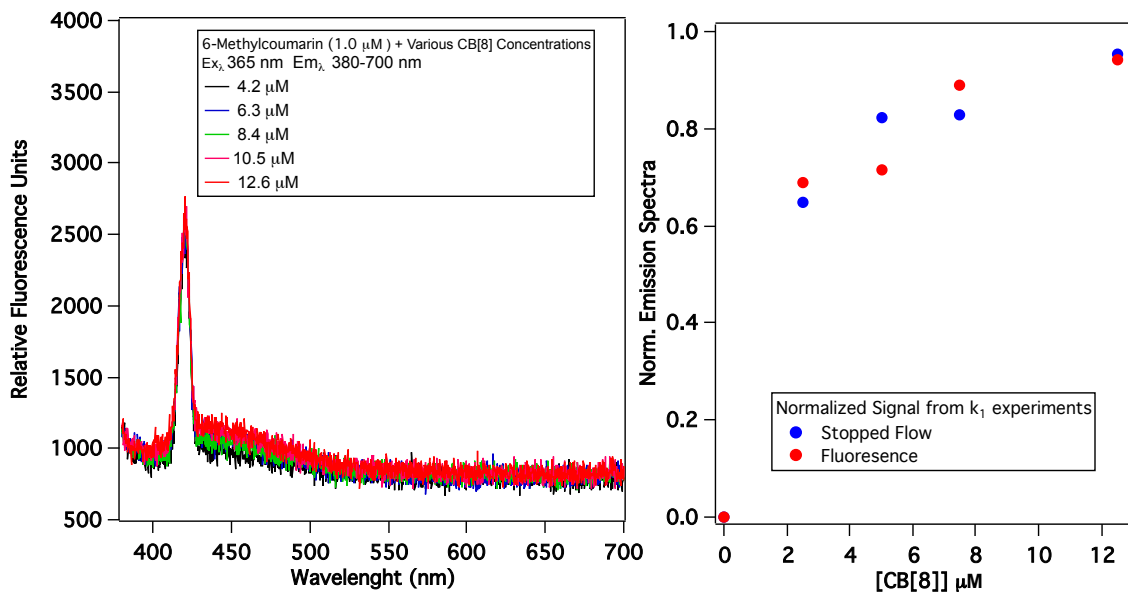 4000
3500
3000
2500
2000
1500
1000
500
Relative Fluorescence Units
6-Methylcoumarin (1.0 μM ) + Various CB[8] Concentrations
Exλ 365 nm Emλ 380-700 nm
4.2 μM
6.3 μM
8.4 μM
10.5 μM
12.6 μM
400
450
500
550
600
650
700
Wavelenght (nm)
1.0
0.8
0.6
0.4
0.2
0.0
Norm. Emission Spectra
Normalized Signal from k₁ experiments
Stopped Flow
Fluoresence
0
2
4
6
8
10
12
[CB[8]] μM